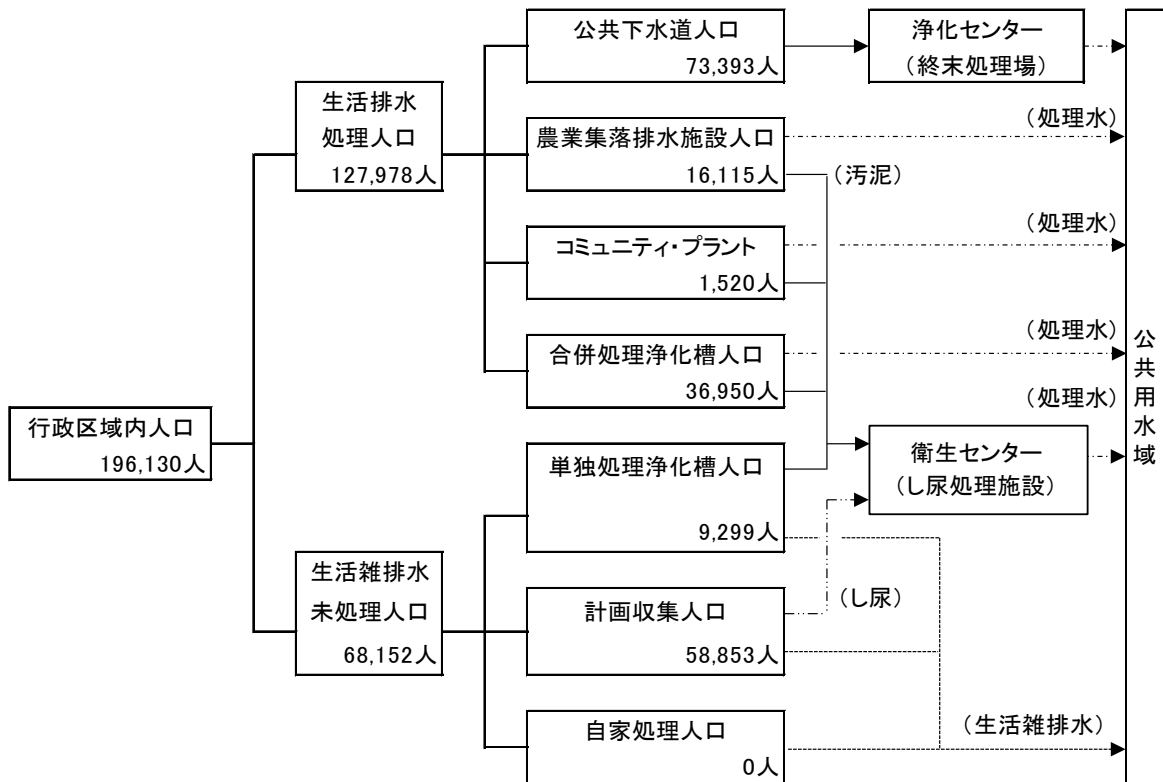 公共下水道人口
73,393人
浄化センター
（終末処理場）
生活排水
処理人口
127,978人
（処理水）
農業集落排水施設人口
16,115人
（汚泥）
（処理水）
コミュニティ・プラント
1,520人
（処理水）
合併処理浄化槽人口
36,950人
（処理水）
公共用水域
行政区域内人口
196,130人
単独処理浄化槽人口
9,299人
衛生センター
（し尿処理施設）
生活雑排水
未処理人口
68,152人
計画収集人口
58,853人
（し尿）
自家処理人口
0人
（生活雑排水）